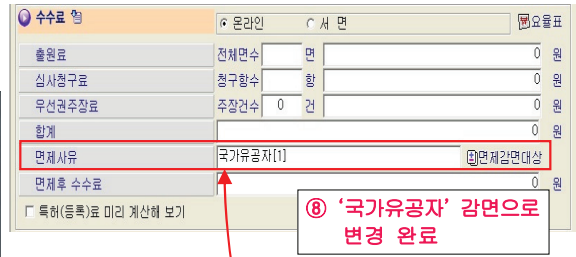 수수료
온라인 서 면 요율표
출원료 전체면수 면 0 원
심사청구료 청구항수 항 0 원
우선권주장료 주장건수 0 건 0 원
합계 0 원
면제사유 국가유공자[1] 면제감면대상
면제후 수수료 0 원
특허(등록)료 미리 계산해 보기
⑧ ‘국가유공자’ 감면으로
변경 완료